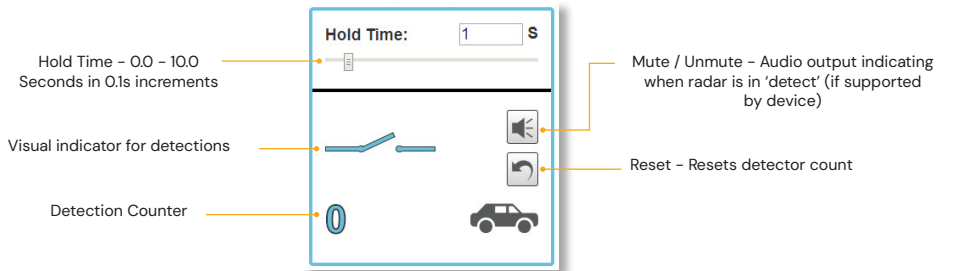 Hold Time: 1 S
Hold Time - 0.0 - 10.0
Seconds in 0.1s increments
Mute / Unmute - Audio output indicating
when radar is in ‘detect’ (if supported
by device)
Visual indicator for detections
Reset - Resets detector count
Detection Counter
0